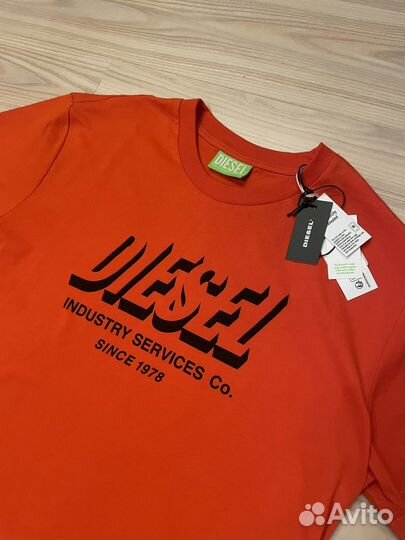 DIESEL
DIESEL
DIESEL
INDUSTRY SERVICES Co.
SINCE 1978
Avito